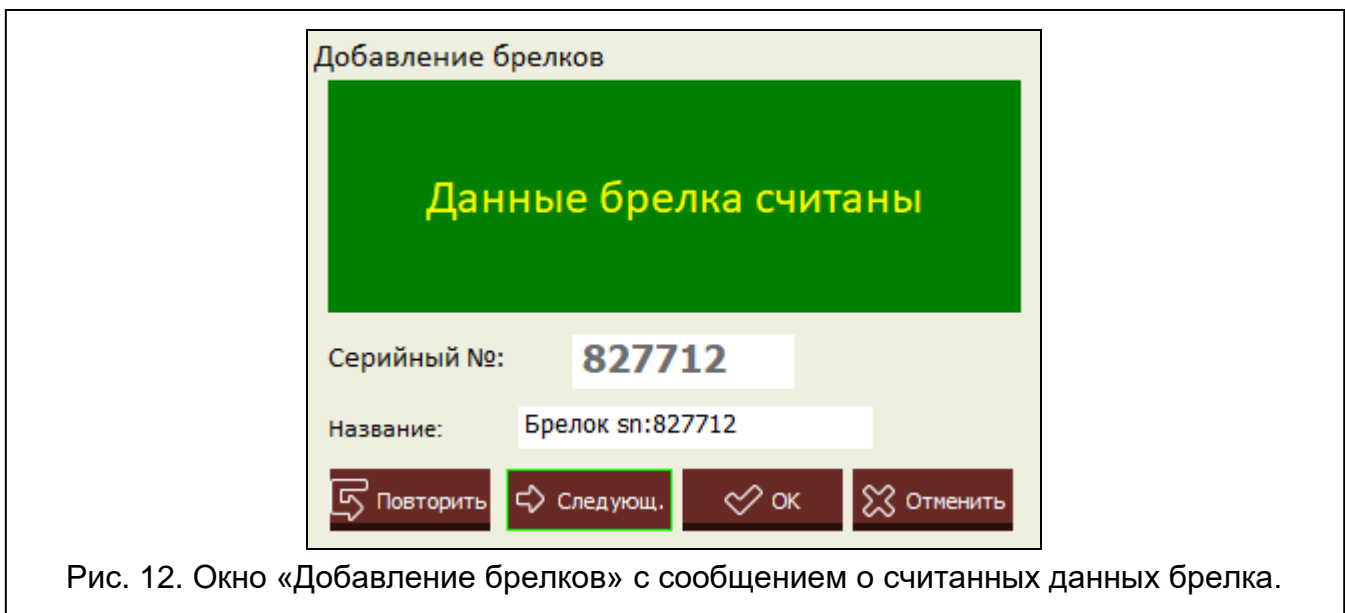 Добавление брелков
Данные брелка считаны
Серийный №: 827712
Название: Брелок sn:827712
Повторить Следующ. OK Отменить
Рис. 12. Окно «Добавление брелков» с сообщением о считанных данных брелка.